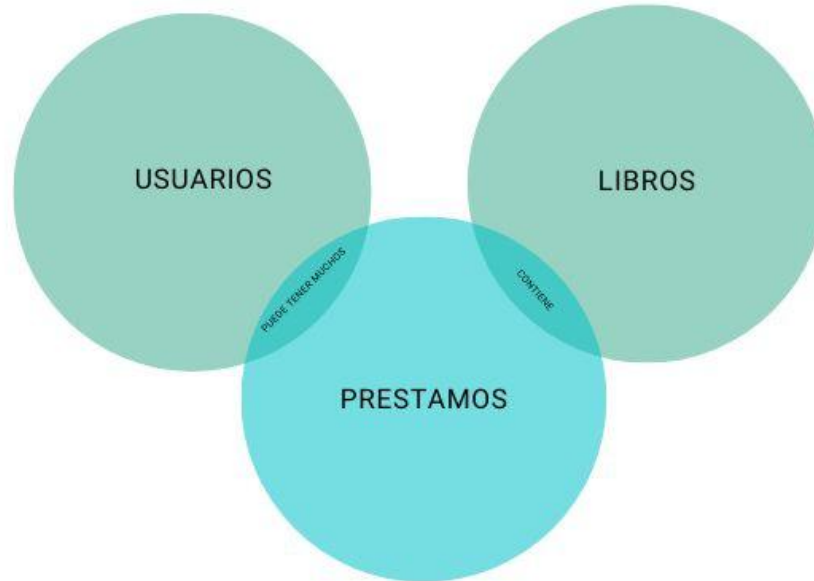 USUARIOS
LIBROS
PUEDE TENER MUCHOS
CONTIENE
PRESTAMOS